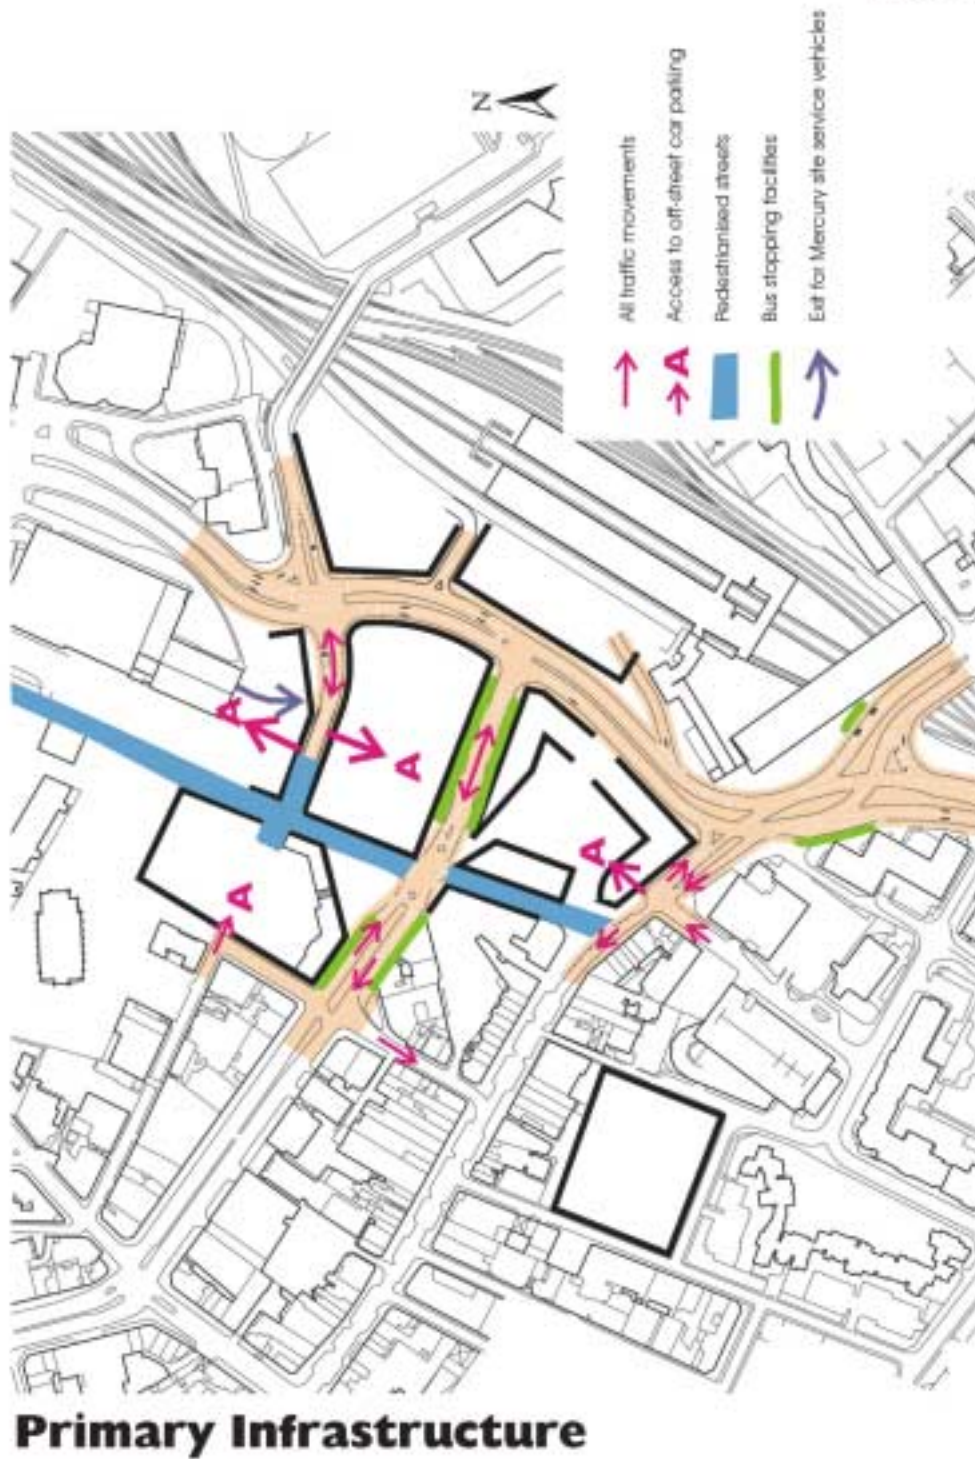 N
All traffic movements
A Access to off-street car parking
Pedestrianised streets
Bus stopping facilities
Exit for Mercury site service vehicles
A
A
A
A
Primary Infrastructure